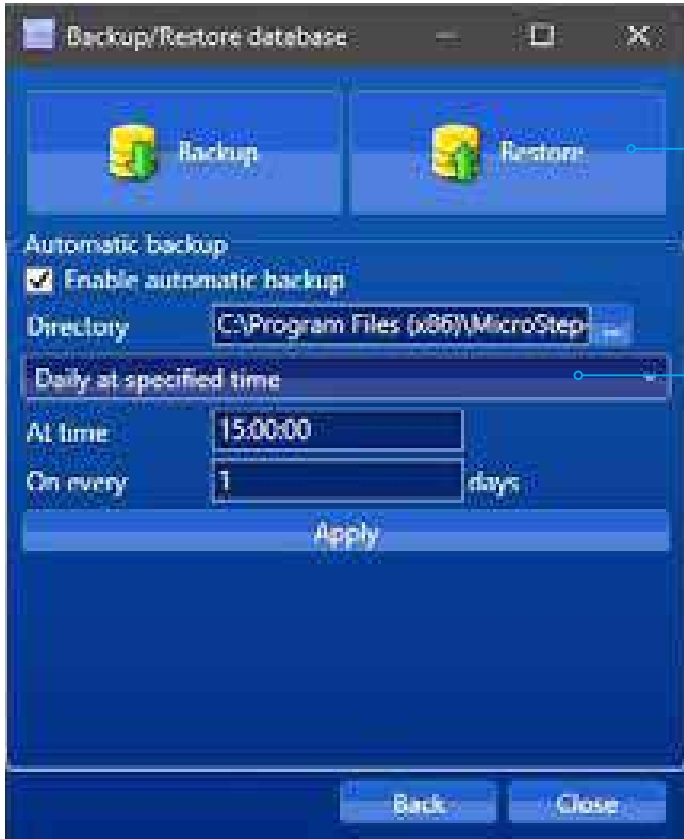 Backup/Restore database
Backup
Restore
Automatic backup
Enable automatic backup
Directory C:\Program Files (x86)\MicroStep- ...
Daily at specified time
At time 15:00:00
On every 1 days
Apply
Back Close